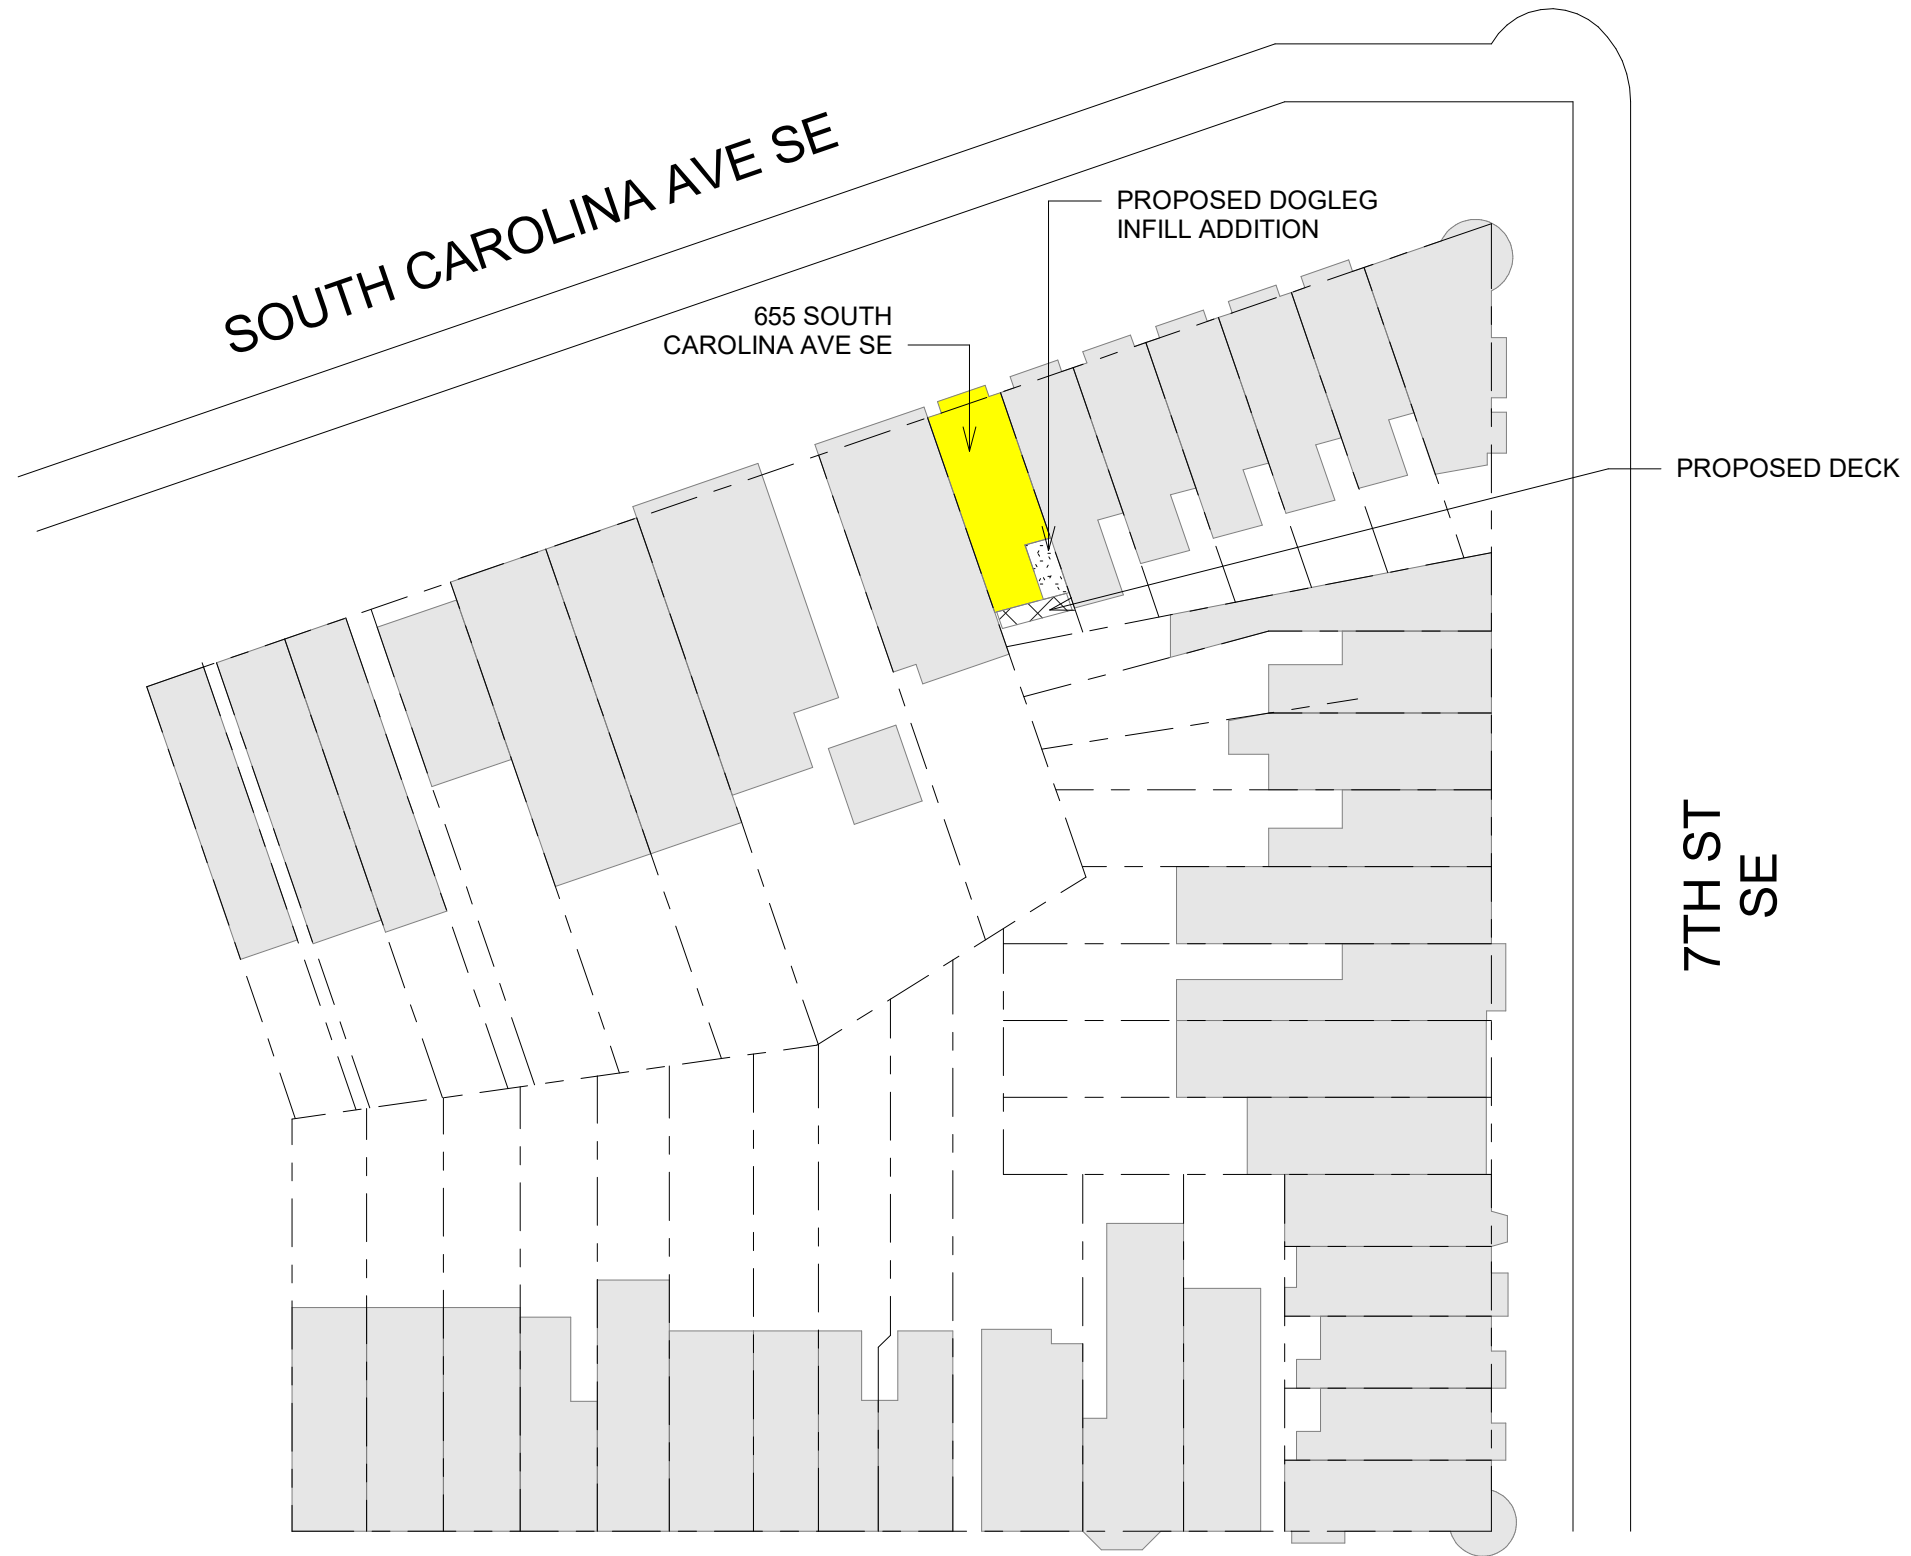 SOUTH CAROLINA AVE SE
PROPOSED DOGLEG
INFILL ADDITION
655 SOUTH
CAROLINA AVE SE
PROPOSED DECK
7TH ST
SE